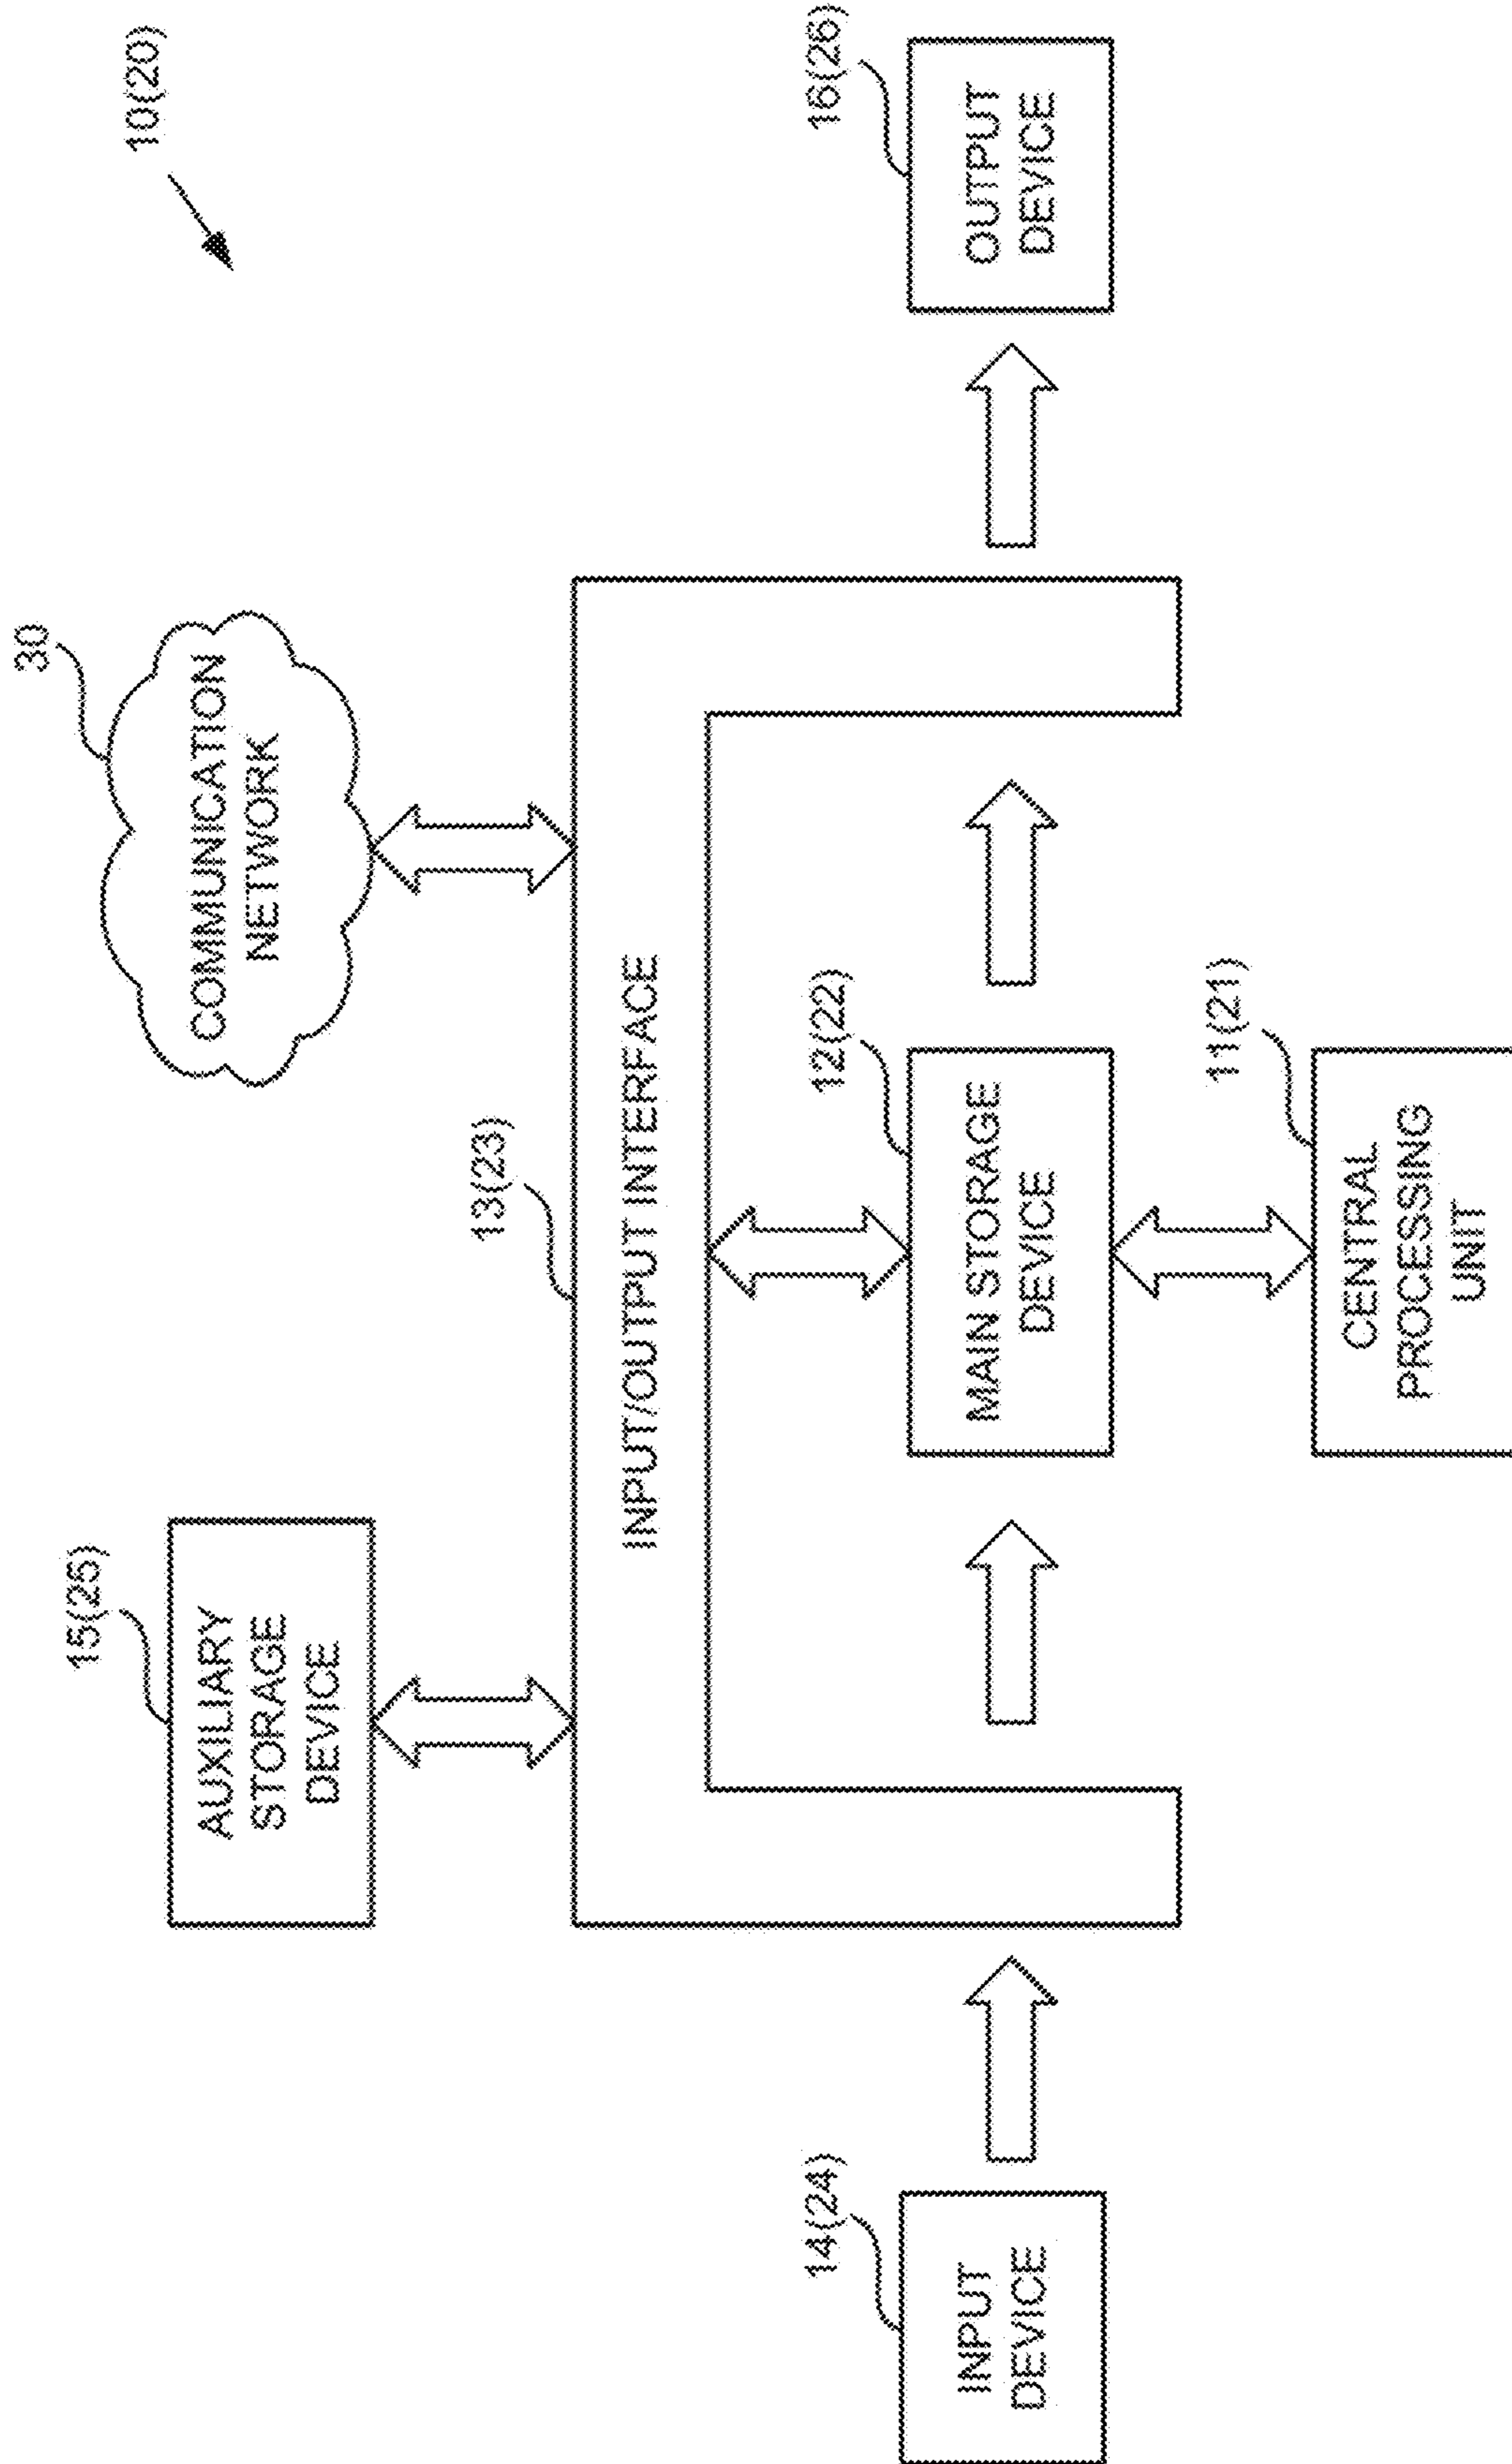 10(20)
30
COMMUNICATION
NETWORK
15(25)
AUXILIARY
STORAGE
DEVICE
13(23)
INPUT/OUTPUT INTERFACE
14(24)
INPUT
DEVICE
12(22)
MAIN STORAGE
DEVICE
16(26)
OUTPUT
DEVICE
11(21)
CENTRAL
PROCESSING
UNIT